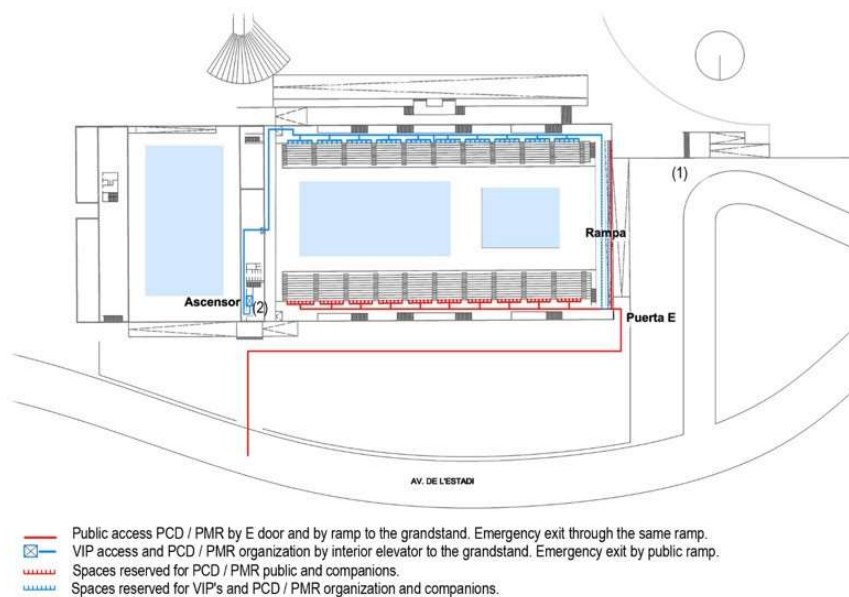 (1)
Rampa
Ascensor
(2)
Puerta E
AV. DE L'ESTADI
Public access PCD / PMR by E door and by ramp to the grandstand. Emergency exit through the same ramp.
VIP access and PCD / PMR organization by interior elevator to the grandstand. Emergency exit by public ramp.
Spaces reserved for PCD / PMR public and companions.
Spaces reserved for VIP's and PCD / PMR organization and companions.